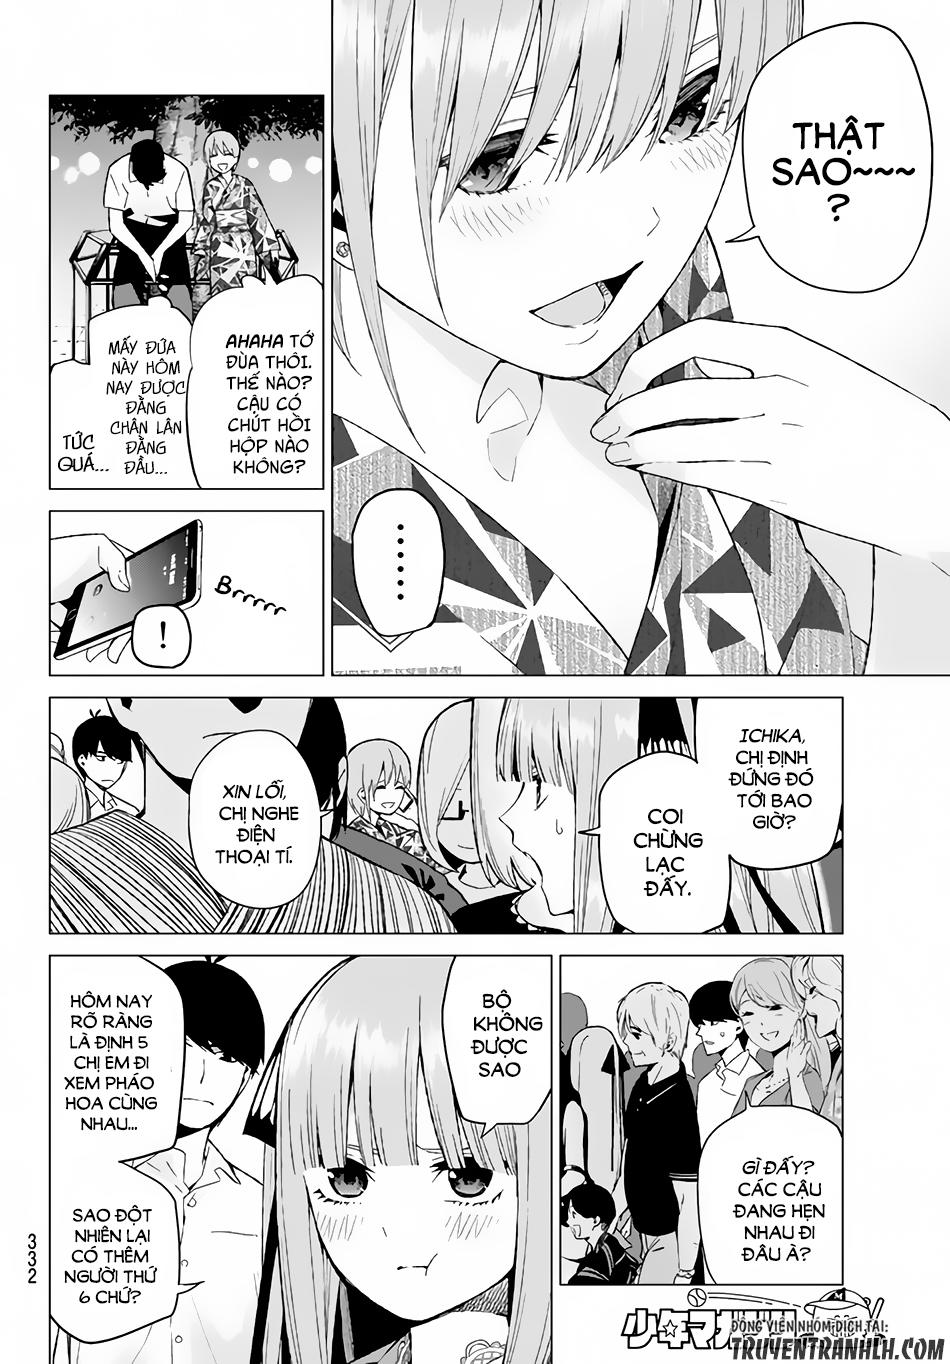 THẬT
SAO~~~
?
......
AHAHA TỚ
ĐÙA THÔI.
THẾ NÀO?
CẬU CÓ
CHÚT HỒI
HỘP NÀO
KHÔNG?
MẤY ĐỨA
NÀY HÔM
NAY ĐƯỢC
ĐẰNG
CHÂN LÂN
ĐẰNG
ĐẦU...
TỨC
QUÁ...
Brrrrr
!
ICHIKA,
CHỊ ĐỊNH
ĐỨNG ĐÓ
TỚI BAO
GIỜ?
COI
CHỪNG
LẠC
ĐẤY.
XIN LỖI,
CHỊ NGHE
ĐIỆN
THOẠI TÍ.
GÌ ĐẤY?
CÁC CẬU
ĐANG HẸN
NHAU ĐI
ĐÂU À?
BỘ
KHÔNG
ĐƯỢC
SAO
HÔM NAY
RÕ RÀNG
LÀ ĐỊNH 5
CHỊ EM ĐI
XEM PHÁO
HOA CÙNG
NHAU...
SAO ĐỘT
NHIÊN LẠI
CÓ THÊM
NGƯỜI THỨ
6 CHỨ?
332
ĐỘNG VIÊN NHÓM DỊCH TẠI:
TRUYENTRANHLH.COM